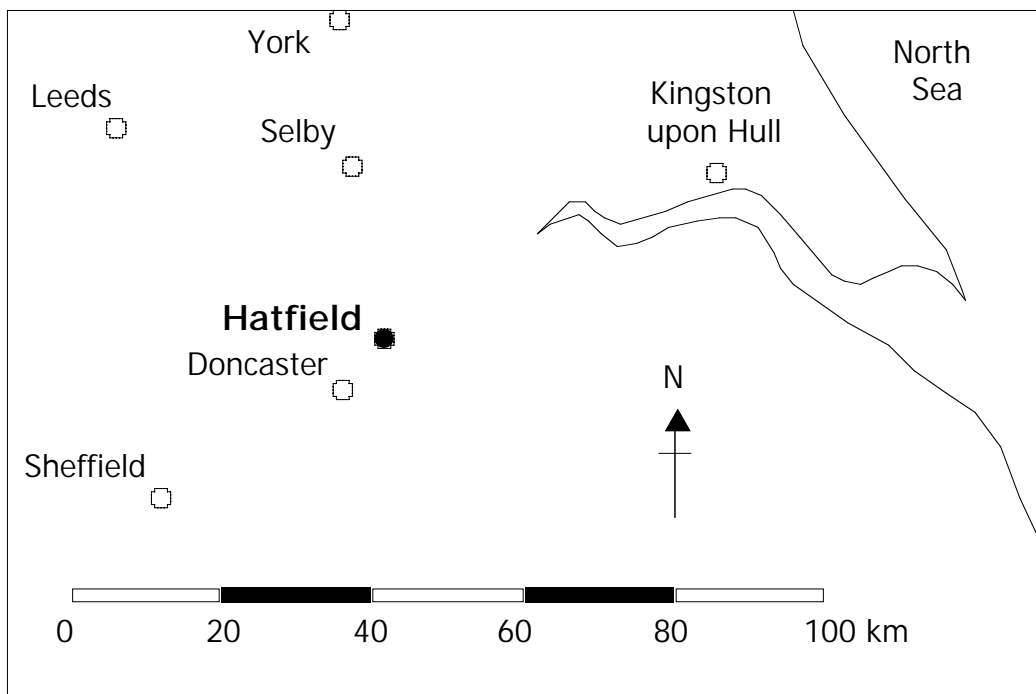 York
North
Sea
Leeds
Kingston
upon Hull
Selby
Hatfield
Doncaster
N
Sheffield
0 20 40 60 80 100 km